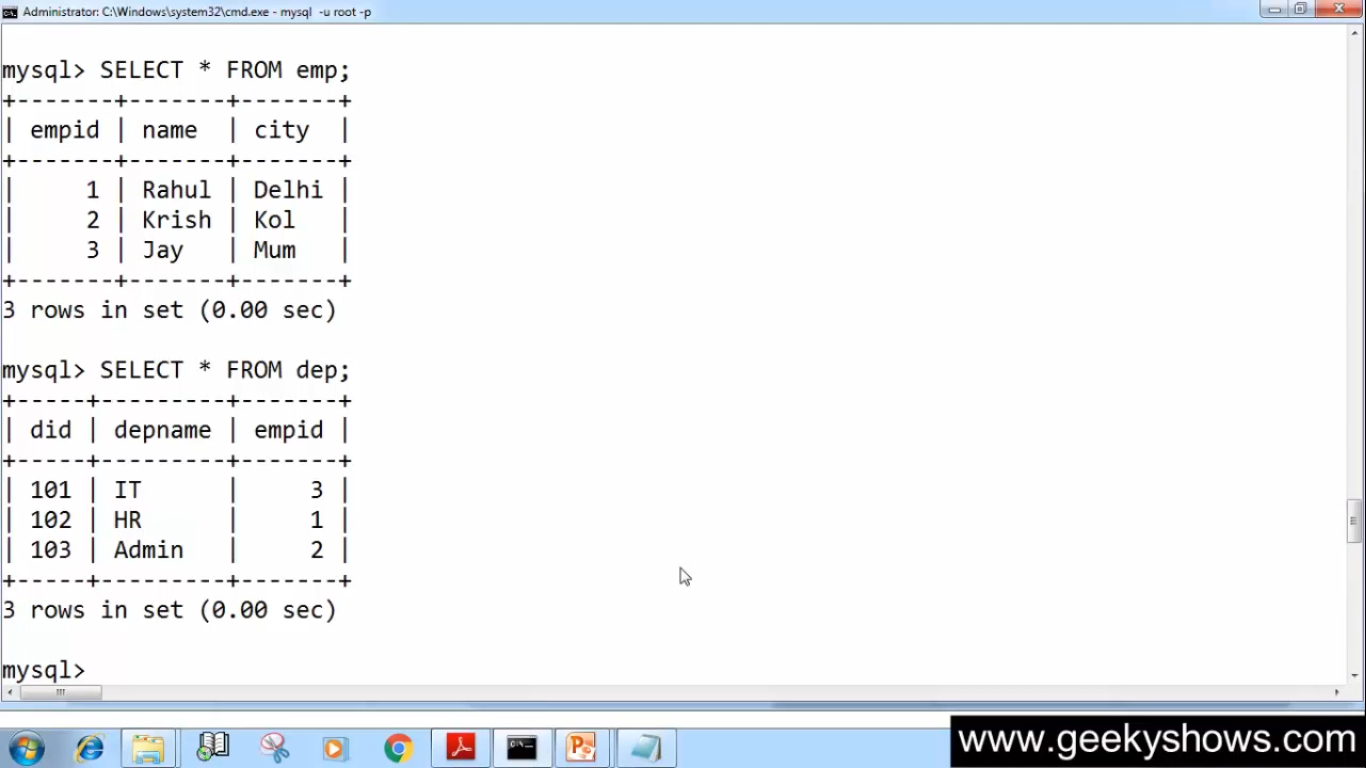 Administrator: C:\Windows\system32\cmd.exe - mysql -u root -p
mysql> SELECT * FROM emp;
+-------+-------+-------+
| empid | name  | city  |
+-------+-------+-------+
|     1 | Rahul | Delhi |
|     2 | Krish | Kol   |
|     3 | Jay   | Mum   |
+-------+-------+-------+
3 rows in set (0.00 sec)
mysql> SELECT * FROM dep;
+-----+---------+-------+
| did | depname | empid |
+-----+---------+-------+
| 101 | IT      |     3 |
| 102 | HR      |     1 |
| 103 | Admin   |     2 |
+-----+---------+-------+
3 rows in set (0.00 sec)
mysql>
www.geekyshows.com